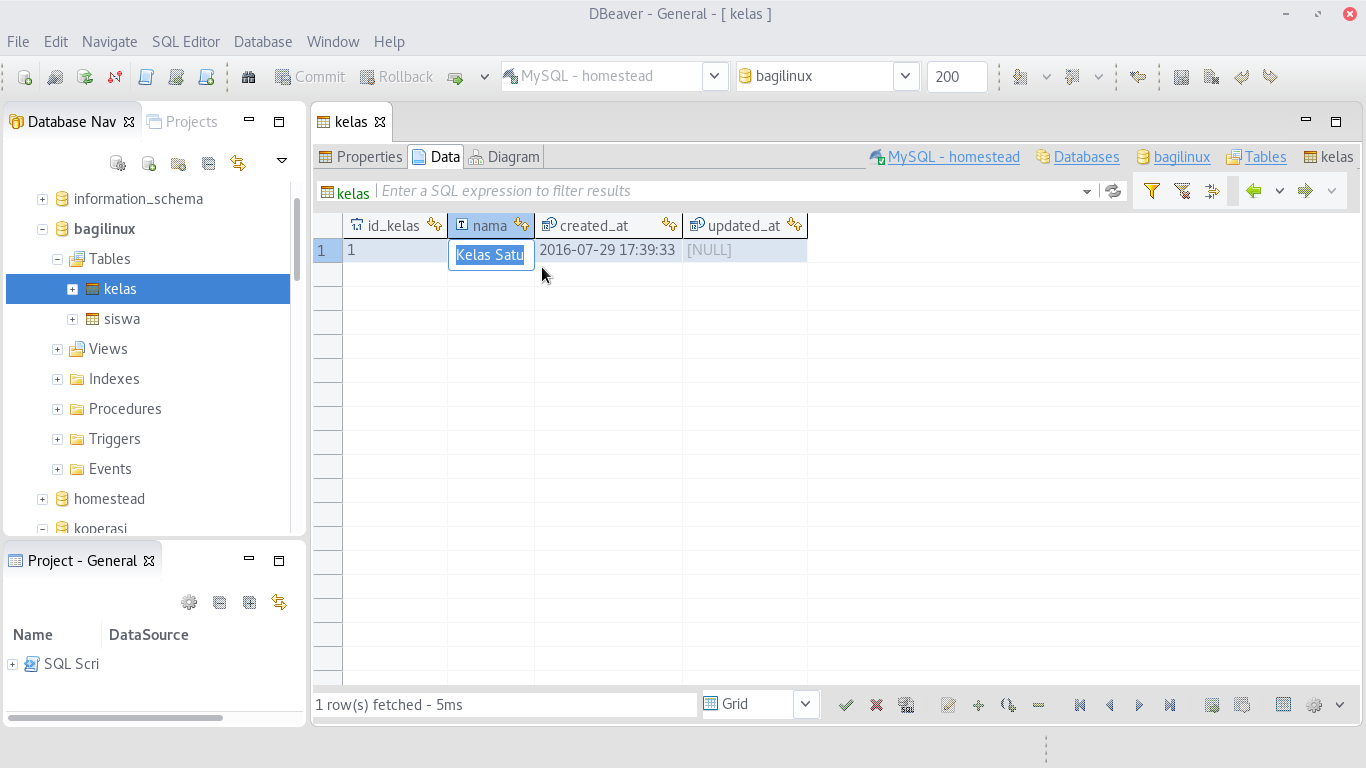 DBeaver - General - [ kelas ]
File Edit Navigate SQL Editor Database Window Help
Commit Rollback MySQL - homestead bagilinux 200
Database Nav Projects
kelas
Properties Data Diagram MySQL - homestead Databases bagilinux Tables kelas
kelas Enter a SQL expression to filter results
information_schema
bagilinux
Tables
kelas
siswa
Views
Indexes
Procedures
Triggers
Events
homestead
koperasi
id_kelas nama created_at updated_at
1 1 Kelas Satu 2016-07-29 17:39:33 [NULL]
Project - General
Name DataSource
SQL Scri
1 row(s) fetched - 5ms Grid